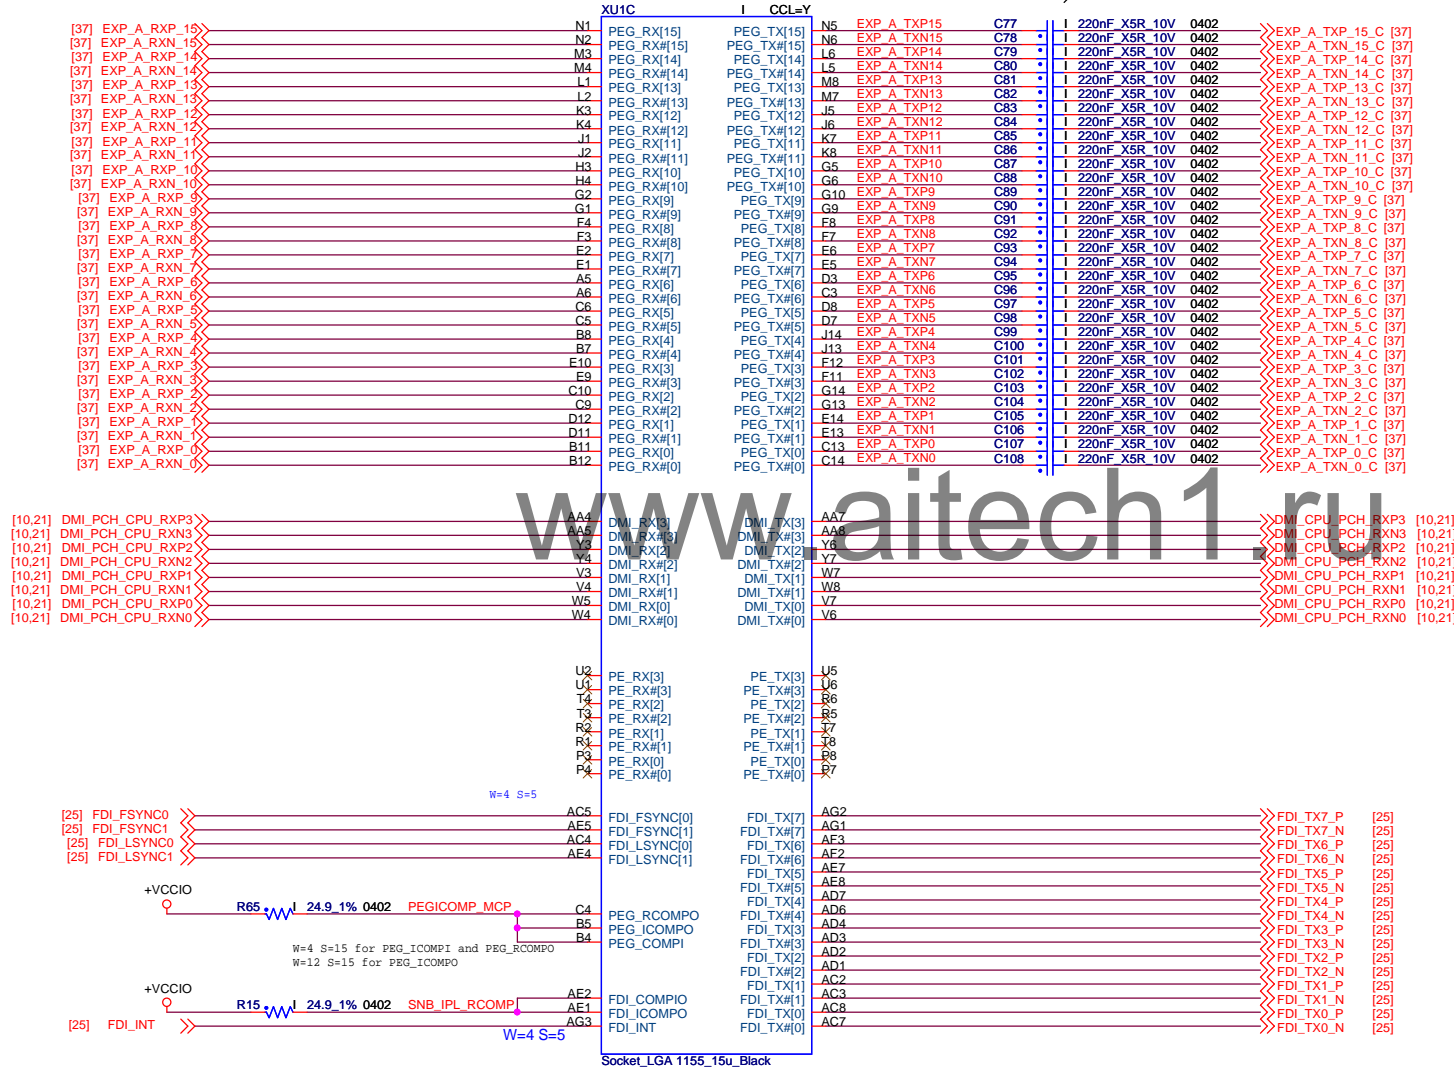 XU1C I CCL=Y
[37] EXP_A_RXP_15 N1 PEG_RX[15] PEG_TX[15] N5 EXP_A_TXP15 C77 I 220nF_X5R_10V 0402 EXP_A_TXP_15_C [37]
[37] EXP_A_RXN_15 N2 PEG_RX#[15] PEG_TX#[15] N6 EXP_A_TXN15 C78 I 220nF_X5R_10V 0402 EXP_A_TXN_15_C [37]
[37] EXP_A_RXP_14 M3 PEG_RX[14] PEG_TX[14] L6 EXP_A_TXP14 C79 I 220nF_X5R_10V 0402 EXP_A_TXP_14_C [37]
[37] EXP_A_RXN_14 M4 PEG_RX#[14] PEG_TX#[14] L5 EXP_A_TXN14 C80 I 220nF_X5R_10V 0402 EXP_A_TXN_14_C [37]
[37] EXP_A_RXP_13 L1 PEG_RX[13] PEG_TX[13] M8 EXP_A_TXP13 C81 I 220nF_X5R_10V 0402 EXP_A_TXP_13_C [37]
[37] EXP_A_RXN_13 L2 PEG_RX#[13] PEG_TX#[13] M7 EXP_A_TXN13 C82 I 220nF_X5R_10V 0402 EXP_A_TXN_13_C [37]
[37] EXP_A_RXP_12 K3 PEG_RX[12] PEG_TX[12] J5 EXP_A_TXP12 C83 I 220nF_X5R_10V 0402 EXP_A_TXP_12_C [37]
[37] EXP_A_RXN_12 K4 PEG_RX#[12] PEG_TX#[12] J6 EXP_A_TXN12 C84 I 220nF_X5R_10V 0402 EXP_A_TXN_12_C [37]
[37] EXP_A_RXP_11 J1 PEG_RX[11] PEG_TX[11] K7 EXP_A_TXP11 C85 I 220nF_X5R_10V 0402 EXP_A_TXP_11_C [37]
[37] EXP_A_RXN_11 J2 PEG_RX#[11] PEG_TX#[11] K8 EXP_A_TXN11 C86 I 220nF_X5R_10V 0402 EXP_A_TXN_11_C [37]
[37] EXP_A_RXP_10 H3 PEG_RX[10] PEG_TX[10] G5 EXP_A_TXP10 C87 I 220nF_X5R_10V 0402 EXP_A_TXP_10_C [37]
[37] EXP_A_RXN_10 H4 PEG_RX#[10] PEG_TX#[10] G6 EXP_A_TXN10 C88 I 220nF_X5R_10V 0402 EXP_A_TXN_10_C [37]
[37] EXP_A_RXP_9 G2 PEG_RX[9] PEG_TX[9] G10 EXP_A_TXP9 C89 I 220nF_X5R_10V 0402 EXP_A_TXP_9_C [37]
[37] EXP_A_RXN_9 G1 PEG_RX#[9] PEG_TX#[9] G9 EXP_A_TXN9 C90 I 220nF_X5R_10V 0402 EXP_A_TXN_9_C [37]
[37] EXP_A_RXP_8 F4 PEG_RX[8] PEG_TX[8] F8 EXP_A_TXP8 C91 I 220nF_X5R_10V 0402 EXP_A_TXP_8_C [37]
[37] EXP_A_RXN_8 F3 PEG_RX#[8] PEG_TX#[8] F7 EXP_A_TXN8 C92 I 220nF_X5R_10V 0402 EXP_A_TXN_8_C [37]
[37] EXP_A_RXP_7 E2 PEG_RX[7] PEG_TX[7] E6 EXP_A_TXP7 C93 I 220nF_X5R_10V 0402 EXP_A_TXP_7_C [37]
[37] EXP_A_RXN_7 E1 PEG_RX#[7] PEG_TX#[7] E5 EXP_A_TXN7 C94 I 220nF_X5R_10V 0402 EXP_A_TXN_7_C [37]
[37] EXP_A_RXP_6 A5 PEG_RX[6] PEG_TX[6] D3 EXP_A_TXP6 C95 I 220nF_X5R_10V 0402 EXP_A_TXP_6_C [37]
[37] EXP_A_RXN_6 A6 PEG_RX#[6] PEG_TX#[6] C3 EXP_A_TXN6 C96 I 220nF_X5R_10V 0402 EXP_A_TXN_6_C [37]
[37] EXP_A_RXP_5 C6 PEG_RX[5] PEG_TX[5] D8 EXP_A_TXP5 C97 I 220nF_X5R_10V 0402 EXP_A_TXP_5_C [37]
[37] EXP_A_RXN_5 C5 PEG_RX#[5] PEG_TX#[5] D7 EXP_A_TXN5 C98 I 220nF_X5R_10V 0402 EXP_A_TXN_5_C [37]
[37] EXP_A_RXP_4 B8 PEG_RX[4] PEG_TX[4] J14 EXP_A_TXP4 C99 I 220nF_X5R_10V 0402 EXP_A_TXP_4_C [37]
[37] EXP_A_RXN_4 B7 PEG_RX#[4] PEG_TX#[4] J13 EXP_A_TXN4 C100 I 220nF_X5R_10V 0402 EXP_A_TXN_4_C [37]
[37] EXP_A_RXP_3 E10 PEG_RX[3] PEG_TX[3] F12 EXP_A_TXP3 C101 I 220nF_X5R_10V 0402 EXP_A_TXP_3_C [37]
[37] EXP_A_RXN_3 E9 PEG_RX#[3] PEG_TX#[3] F11 EXP_A_TXN3 C102 I 220nF_X5R_10V 0402 EXP_A_TXN_3_C [37]
[37] EXP_A_RXP_2 C10 PEG_RX[2] PEG_TX[2] G14 EXP_A_TXP2 C103 I 220nF_X5R_10V 0402 EXP_A_TXP_2_C [37]
[37] EXP_A_RXN_2 C9 PEG_RX#[2] PEG_TX#[2] G13 EXP_A_TXN2 C104 I 220nF_X5R_10V 0402 EXP_A_TXN_2_C [37]
[37] EXP_A_RXP_1 D12 PEG_RX[1] PEG_TX[1] E14 EXP_A_TXP1 C105 I 220nF_X5R_10V 0402 EXP_A_TXP_1_C [37]
[37] EXP_A_RXN_1 D11 PEG_RX#[1] PEG_TX#[1] E13 EXP_A_TXN1 C106 I 220nF_X5R_10V 0402 EXP_A_TXN_1_C [37]
[37] EXP_A_RXP_0 B11 PEG_RX[0] PEG_TX[0] C13 EXP_A_TXP0 C107 I 220nF_X5R_10V 0402 EXP_A_TXP_0_C [37]
[37] EXP_A_RXN_0 B12 PEG_RX#[0] PEG_TX#[0] C14 EXP_A_TXN0 C108 I 220nF_X5R_10V 0402 EXP_A_TXN_0_C [37]
www.aitech1.ru
[10,21] DMI_PCH_CPU_RXP3 AA4 DMI_RX[3] DMI_TX[3] AA7 DMI_CPU_PCH_RXP3 [10,21]
[10,21] DMI_PCH_CPU_RXN3 AA5 DMI_RX#[3] DMI_TX#[3] AA8 DMI_CPU_PCH_RXN3 [10,21]
[10,21] DMI_PCH_CPU_RXP2 Y3 DMI_RX[2] DMI_TX[2] Y6 DMI_CPU_PCH_RXP2 [10,21]
[10,21] DMI_PCH_CPU_RXN2 Y4 DMI_RX#[2] DMI_TX#[2] Y7 DMI_CPU_PCH_RXN2 [10,21]
[10,21] DMI_PCH_CPU_RXP1 V3 DMI_RX[1] DMI_TX[1] W7 DMI_CPU_PCH_RXP1 [10,21]
[10,21] DMI_PCH_CPU_RXN1 V4 DMI_RX#[1] DMI_TX#[1] W8 DMI_CPU_PCH_RXN1 [10,21]
[10,21] DMI_PCH_CPU_RXP0 W5 DMI_RX[0] DMI_TX[0] V7 DMI_CPU_PCH_RXP0 [10,21]
[10,21] DMI_PCH_CPU_RXN0 W4 DMI_RX#[0] DMI_TX#[0] V6 DMI_CPU_PCH_RXN0 [10,21]
U2 PE_RX[3] PE_TX[3] U5
U1 PE_RX#[3] PE_TX#[3] U6
T4 PE_RX[2] PE_TX[2] R6
T3 PE_RX#[2] PE_TX#[2] R5
R2 PE_RX[1] PE_TX[1] T7
R1 PE_RX#[1] PE_TX#[1] T8
P3 PE_RX[0] PE_TX[0] P8
P4 PE_RX#[0] PE_TX#[0] P7
W=4 S=5
[25] FDI_FSYNC0 AC5 FDI_FSYNC[0] FDI_TX[7] AG2 FDI_TX7_P [25]
[25] FDI_FSYNC1 AE5 FDI_FSYNC[1] FDI_TX#[7] AG1 FDI_TX7_N [25]
[25] FDI_LSYNC0 AC4 FDI_LSYNC[0] FDI_TX[6] AF3 FDI_TX6_P [25]
[25] FDI_LSYNC1 AE4 FDI_LSYNC[1] FDI_TX#[6] AF2 FDI_TX6_N [25]
FDI_TX[5] AE7 FDI_TX5_P [25]
FDI_TX#[5] AE8 FDI_TX5_N [25]
+VCCIO FDI_TX[4] AD7 FDI_TX4_P [25]
R65 I 24.9_1% 0402 PEGICOMP_MCP C4 PEG_RCOMPO FDI_TX#[4] AD6 FDI_TX4_N [25]
B5 PEG_ICOMPO FDI_TX[3] AD4 FDI_TX3_P [25]
B4 PEG_COMPI FDI_TX#[3] AD3 FDI_TX3_N [25]
W=4 S=15 for PEG_ICOMPI and PEG_RCOMPO FDI_TX[2] AD2 FDI_TX2_P [25]
W=12 S=15 for PEG_ICOMPO FDI_TX#[2] AD1 FDI_TX2_N [25]
+VCCIO FDI_TX[1] AC2 FDI_TX1_P [25]
AE2 FDI_COMPIO FDI_TX#[1] AC3 FDI_TX1_N [25]
R15 I 24.9_1% 0402 SNB_IPL_RCOMP AE1 FDI_ICOMPO FDI_TX[0] AC8 FDI_TX0_P [25]
[25] FDI_INT AG3 FDI_INT FDI_TX#[0] AC7 FDI_TX0_N [25]
W=4 S=5
Socket_LGA 1155_15u_Black